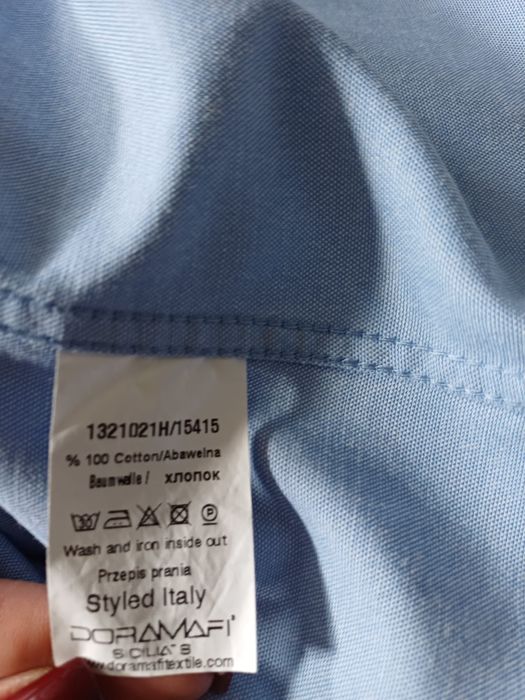 1321021H/15415
% 100 Cotton/Abawelna
Baumwolle / хлопок
P
Wash and iron inside out
Przepis prania
Styled Italy
DORAMAFI
SICILIA'S
www.doramafitextile.com